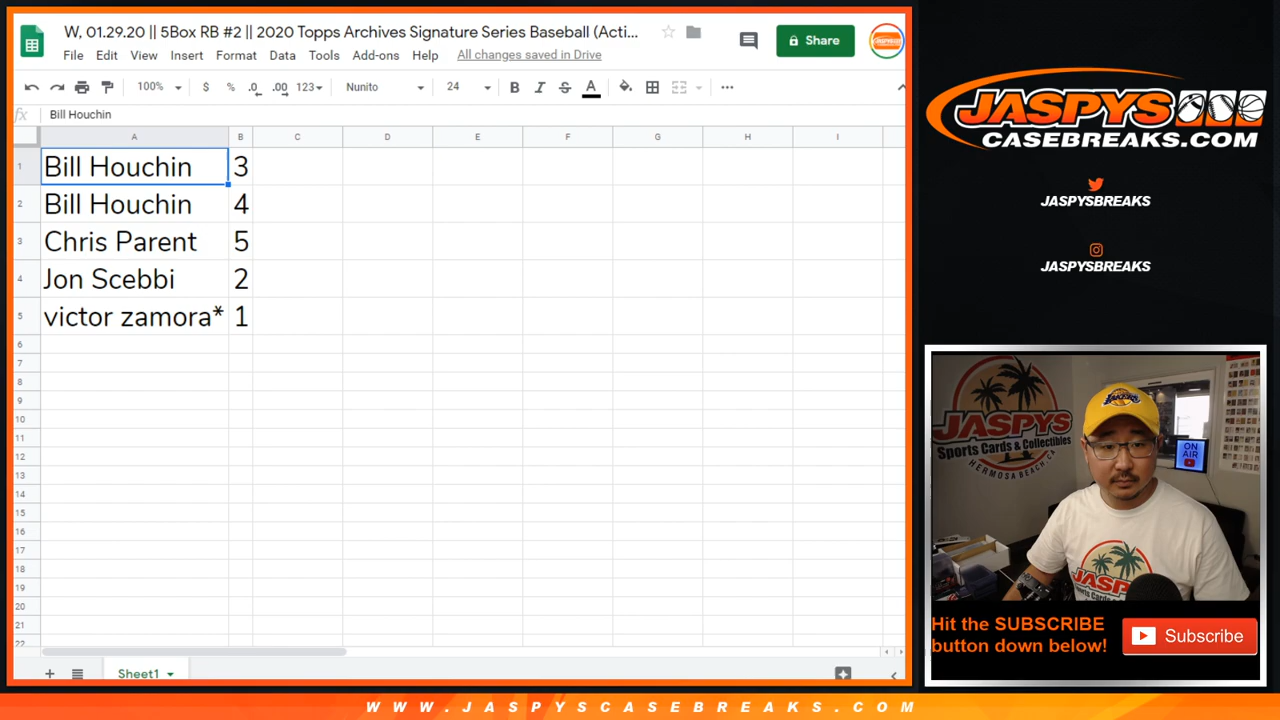 W, 01.29.20 || 5Box RB #2 || 2020 Topps Archives Signature Series Baseball (Acti...
File Edit View Insert Format Data Tools Add-ons Help All changes saved in Drive
Share
100% $ % .0 .00 123 Nunito 24 B I S A
fx Bill Houchin
A B C D E F G H I
1 Bill Houchin 3
2 Bill Houchin 4
3 Chris Parent 5
4 Jon Scebbi 2
5 victor zamora* 1
6
7
8
9
10
11
12
13
14
15
16
17
18
19
20
21
22
Sheet1
JASPYS
CASEBREAKS.COM
JASPYSBREAKS
JASPYSBREAKS
JASPYS
Sports Cards & Collectibles
HERMOSA BEACH, CA
LAKERS
ON
AIR
JASPYS
Hit the SUBSCRIBE
button down below!
Subscribe
WWW.JASPYSCASEBREAKS.COM